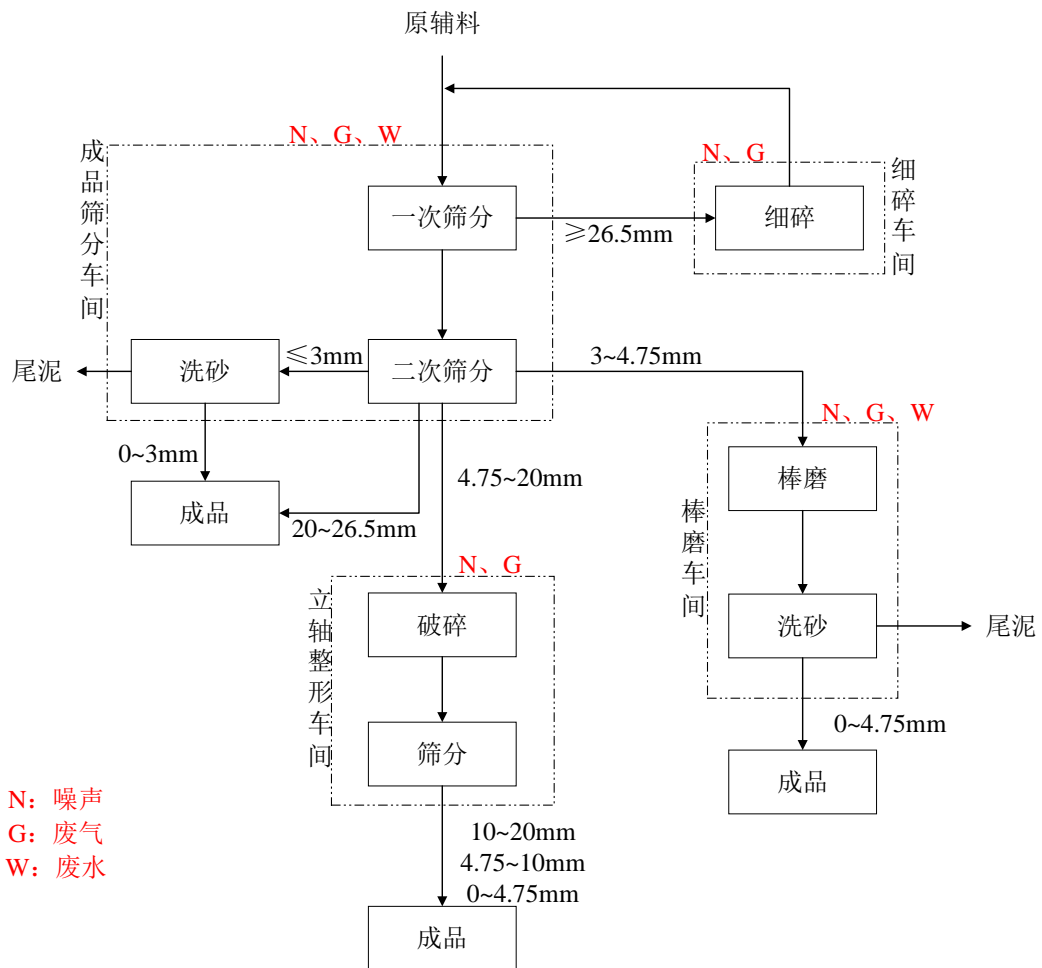 原辅料
N、G、W
N、G
成品筛分车间
一次筛分
≥26.5mm
细碎
细碎车间
尾泥
洗砂
≤3mm
二次筛分
3~4.75mm
N、G、W
0~3mm
成品
20~26.5mm
4.75~20mm
棒磨
棒磨车间
N、G
立轴整形车间
破碎
洗砂
尾泥
筛分
0~4.75mm
成品
N：噪声
G：废气
W：废水
10~20mm
4.75~10mm
0~4.75mm
成品